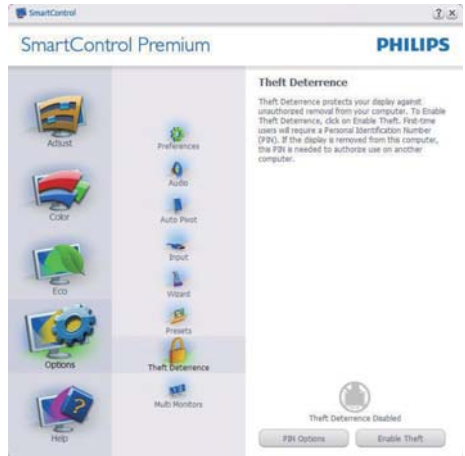 SmartControl
SmartControl Premium
PHILIPS
Adjust
Color
Eco
Options
Help
Preferences
Audio
Auto Pivot
Input
Wizard
Presets
Theft Deterrence
Multi Monitors
Theft Deterrence
Theft Deterrence protects your display against
unauthorized removal from your computer. To Enable
Theft Deterrence, click on Enable Theft. First-time
users will require a Personal Identification Number
(PIN). If the display is removed from this computer,
this PIN is needed to authorize use on another
computer.
Theft Deterrence Disabled
PIN Options
Enable Theft